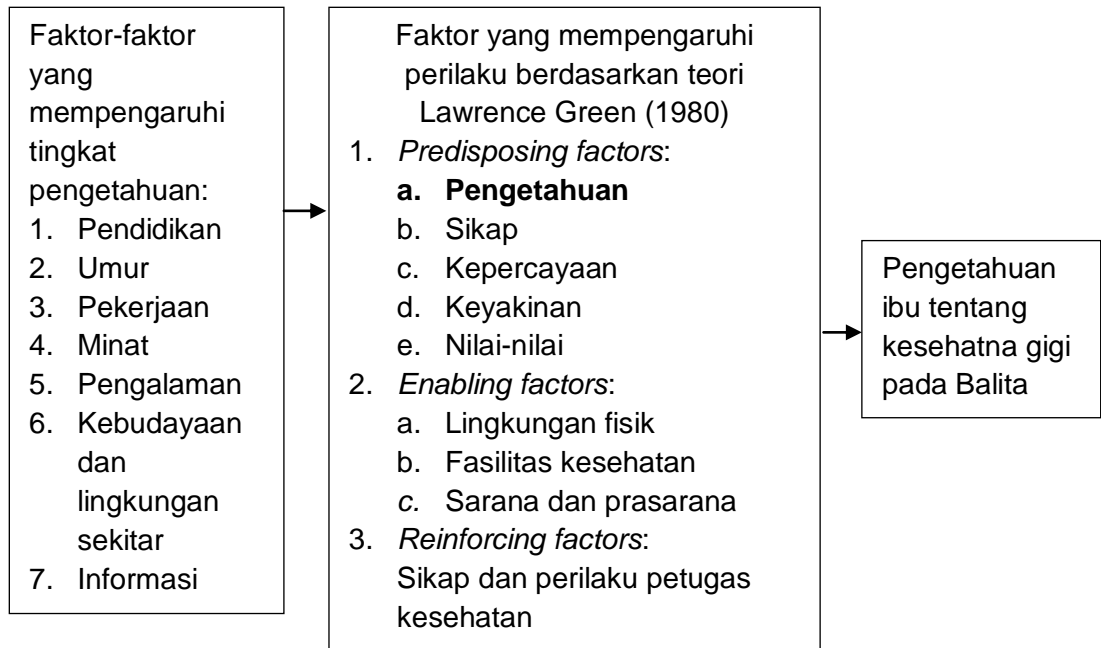 Faktor-faktor
yang
mempengaruhi
tingkat
pengetahuan:
1. Pendidikan
2. Umur
3. Pekerjaan
4. Minat
5. Pengalaman
6. Kebudayaan
dan
lingkungan
sekitar
7. Informasi
Faktor yang mempengaruhi
perilaku berdasarkan teori
Lawrence Green (1980)
1. Predisposing factors:
a. Pengetahuan
b. Sikap
c. Kepercayaan
d. Keyakinan
e. Nilai-nilai
2. Enabling factors:
a. Lingkungan fisik
b. Fasilitas kesehatan
c. Sarana dan prasarana
3. Reinforcing factors:
Sikap dan perilaku petugas
kesehatan
Pengetahuan
ibu tentang
kesehatna gigi
pada Balita